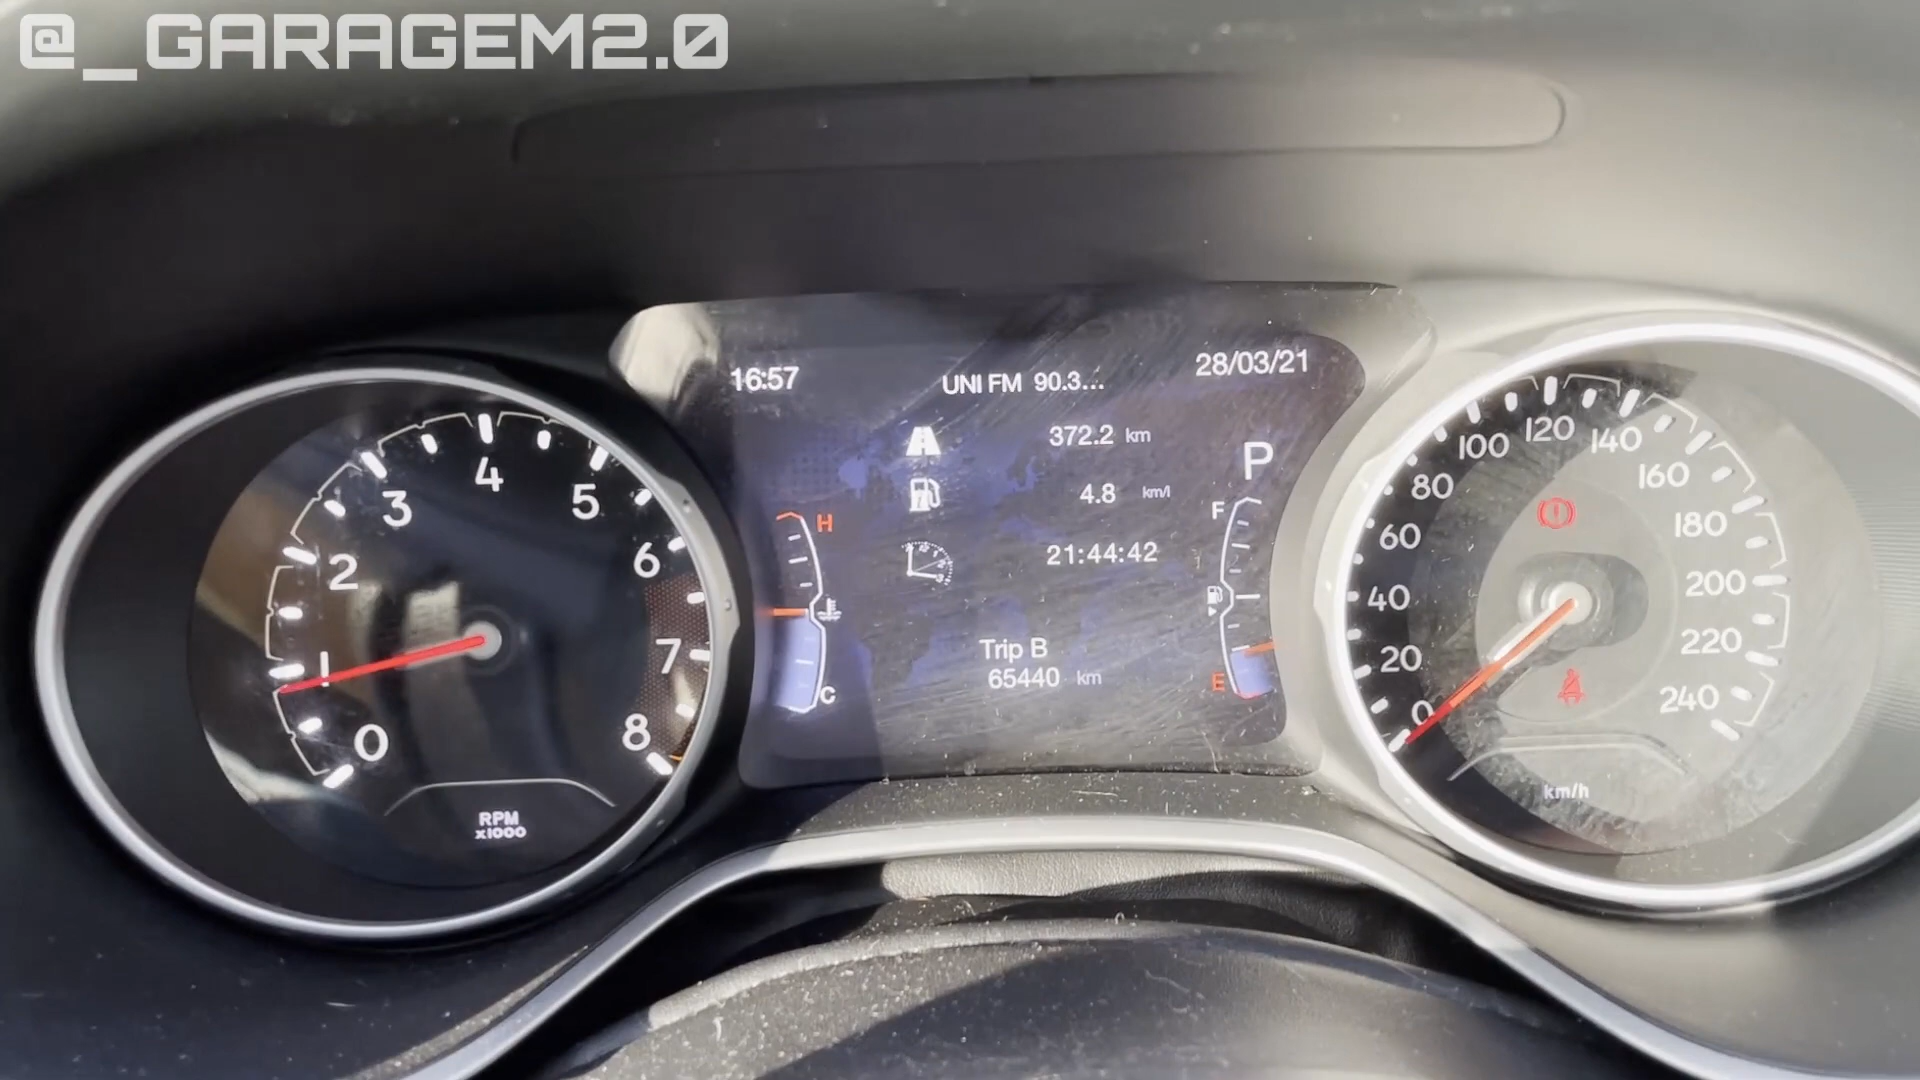 @_GARAGEM2.0
16:57
UNI FM 90.3...
28/03/21
372.2 km
P
4.8 km/l
21:44:42
Trip B
65440 km
H
C
F
E
0
1
2
3
4
5
6
7
8
RPM
x1000
0
20
40
60
80
100
120
140
160
180
200
220
240
km/h